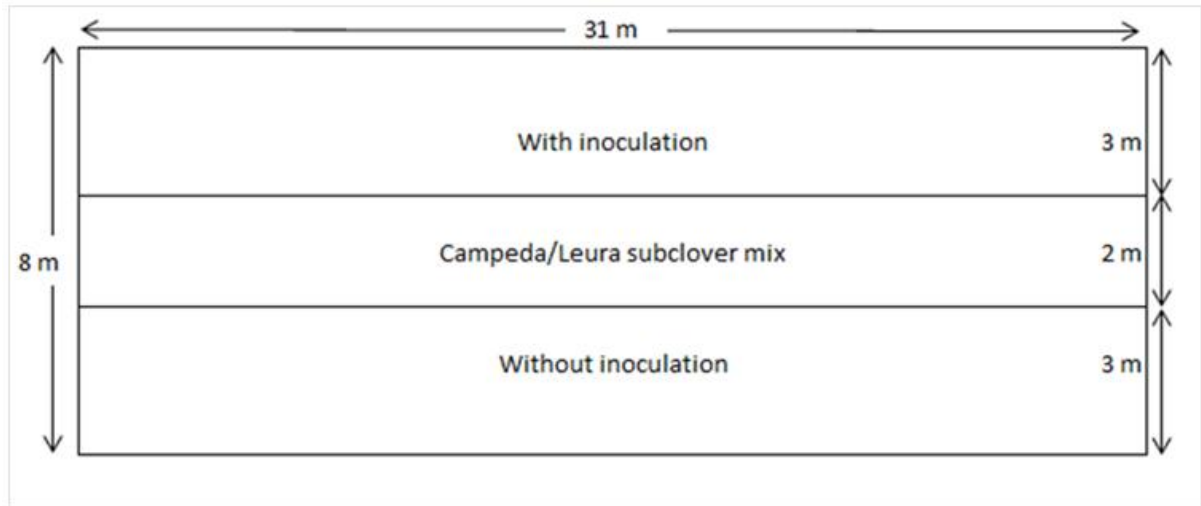 31 m
With inoculation
3 m
Campeda/Leura subclover mix
2 m
8 m
Without inoculation
3 m